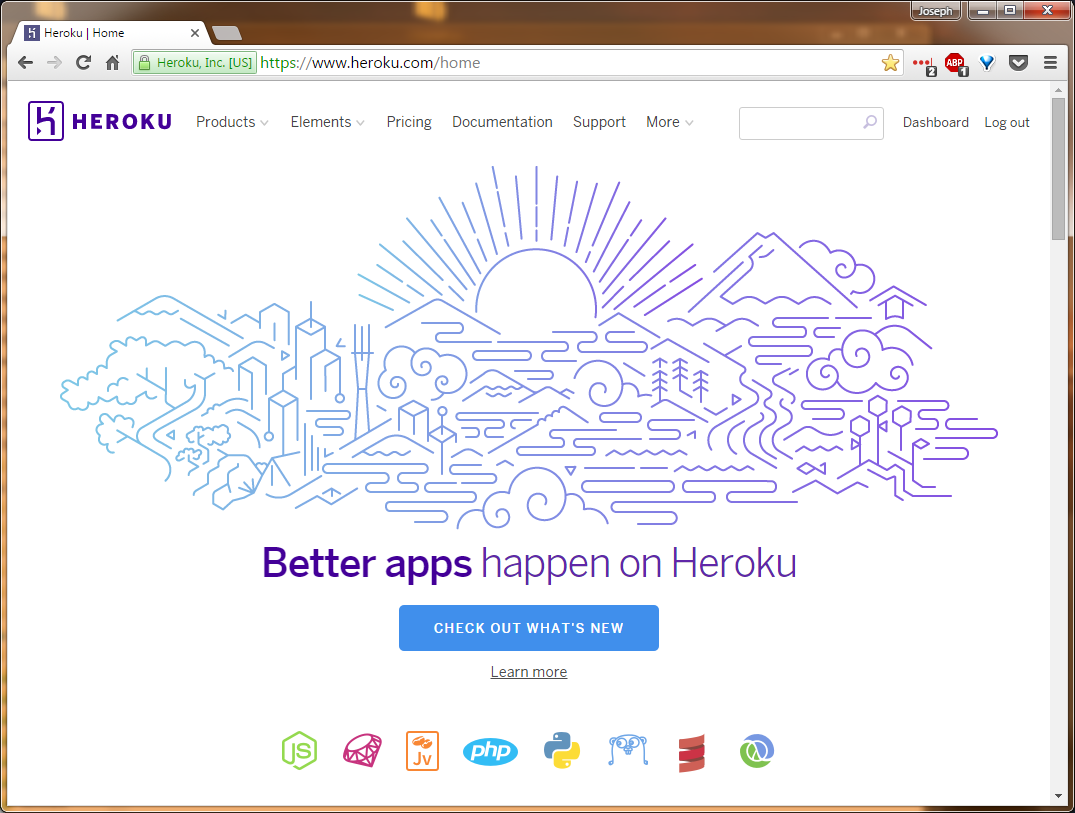 Joseph
Heroku | Home
Heroku, Inc. [US] https://www.heroku.com/home
2
ABP
1
HEROKU
Products
Elements
Pricing
Documentation
Support
More
Dashboard
Log out
Better apps happen on Heroku
CHECK OUT WHAT'S NEW
Learn more
JS
Jv
php